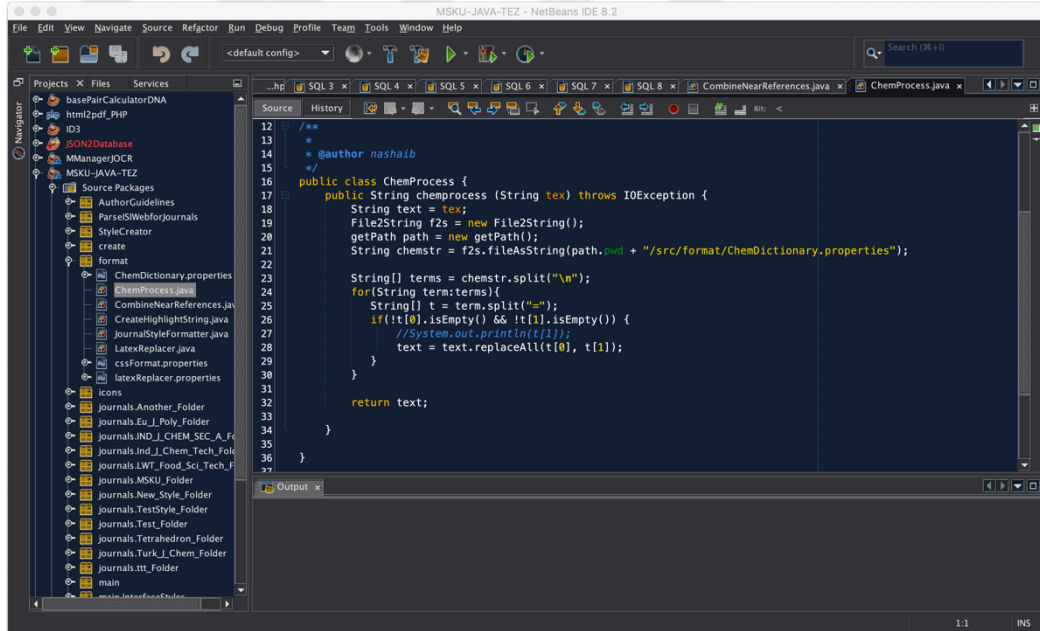 MSKU-JAVA-TEZ - NetBeans IDE 8.2
File Edit View Navigate Source Refactor Run Debug Profile Team Tools Window Help
<default config>
Search (⌘+I)
Projects Files Services
Navigator
basePairCalculatorDNA
html2pdf_PHP
ID3
JSON2Database
MManagerJOCR
MSKU-JAVA-TEZ
Source Packages
AuthorGuidelines
ParseISIWebforJournals
StyleCreator
create
format
ChemDictionary.properties
ChemProcess.java
CombineNearReferences.jav
CreateHighlightString.java
JournalStyleFormatter.java
LatexReplacer.java
cssFormat.properties
latexReplacer.properties
icons
journals.Another_Folder
journals.Eu_J_Poly_Folder
journals.IND_J_CHEM_SEC_A_Fo
journals.Ind_J_Chem_Tech_Fold
journals.LWT_Food_Sci_Tech_F
journals.MSKU_Folder
journals.New_Style_Folder
journals.TestStyle_Folder
journals.Test_Folder
journals.Tetrahedron_Folder
journals.Turk_J_Chem_Folder
journals.ttt_Folder
main
main.InterfaceStyles
...hp SQL 3 SQL 4 SQL 5 SQL 6 SQL 7 SQL 8 CombineNearReferences.java ChemProcess.java
Source History
12 /**
13 *
14 * @author nashaib
15 */
16 public class ChemProcess {
17 public String chemprocess (String tex) throws IOException {
18 String text = tex;
19 File2String f2s = new File2String();
20 getPath path = new getPath();
21 String chemstr = f2s.fileAsString(path.pwd + "/src/format/ChemDictionary.properties");
22
23 String[] terms = chemstr.split("\n");
24 for(String term:terms){
25 String[] t = term.split("=");
26 if(!t[0].isEmpty() && !t[1].isEmpty()) {
27 //System.out.println(t[1]);
28 text = text.replaceAll(t[0], t[1]);
29 }
30 }
31
32 return text;
33
34 }
35
36 }
37
Output
1:1 INS